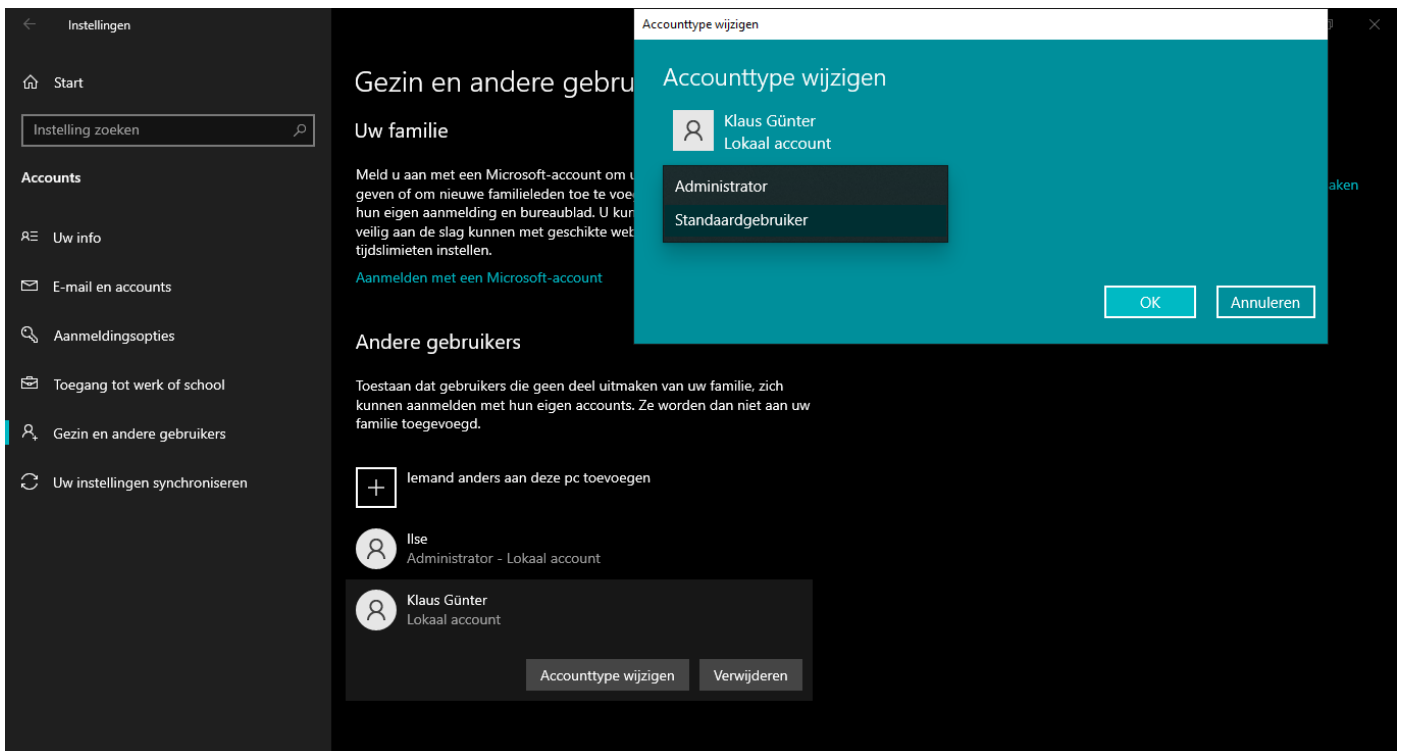 Instellingen
Start
Instelling zoeken
Accounts
Uw info
E-mail en accounts
Aanmeldingsopties
Toegang tot werk of school
Gezin en andere gebruikers
Uw instellingen synchroniseren
Gezin en andere gebru
Uw familie
Meld u aan met een Microsoft-account om
geven of om nieuwe familieleden toe te voe
hun eigen aanmelding en bureaublad. U kun
veilig aan de slag kunnen met geschikte web
tijdslimieten instellen.
Aanmelden met een Microsoft-account
Andere gebruikers
Toestaan dat gebruikers die geen deel uitmaken van uw familie, zich
kunnen aanmelden met hun eigen accounts. Ze worden dan niet aan uw
familie toegevoegd.
Iemand anders aan deze pc toevoegen
Ilse
Administrator - Lokaal account
Klaus Günter
Lokaal account
Accounttype wijzigen Verwijderen
Accounttype wijzigen
Accounttype wijzigen
Klaus Günter
Lokaal account
Administrator
Standaardgebruiker
OK Annuleren
aken